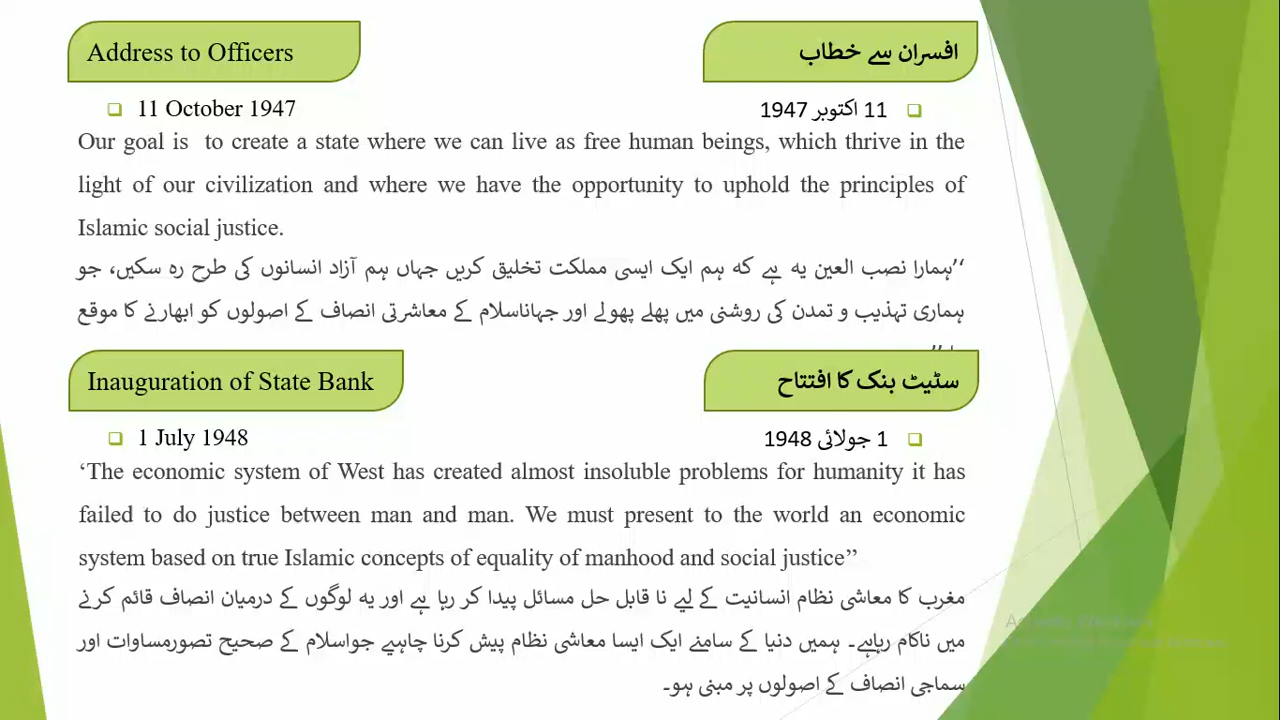 Address to Officers
افسران سے خطاب
11 October 1947
11 اکتوبر 1947
Our goal is to create a state where we can live as free human beings, which thrive in the
light of our civilization and where we have the opportunity to uphold the principles of
Islamic social justice.
’’ہمارا نصب العین یہ ہے کہ ہم ایک ایسی مملکت تخلیق کریں جہاں ہم آزاد انسانوں کی طرح رہ سکیں، جو
ہماری تہذیب و تمدن کی روشنی میں پھلے پھولے اور جہاناسلام کے معاشرتی انصاف کے اصولوں کو ابھارنے کا موقع
Inauguration of State Bank
سٹیٹ بنک کا افتتاح
1 July 1948
1 جولائی 1948
‘The economic system of West has created almost insoluble problems for humanity it has
failed to do justice between man and man. We must present to the world an economic
system based on true Islamic concepts of equality of manhood and social justice”
مغرب کا معاشی نظام انسانیت کے لیے نا قابل حل مسائل پیدا کر رہا ہے اور یہ لوگوں کے درمیان انصاف قائم کرنے
میں ناکام رہاہے۔ ہمیں دنیا کے سامنے ایک ایسا معاشی نظام پیش کرنا چاہیے جواسلام کے صحیح تصورمساوات اور
سماجی انصاف کے اصولوں پر مبنی ہو۔